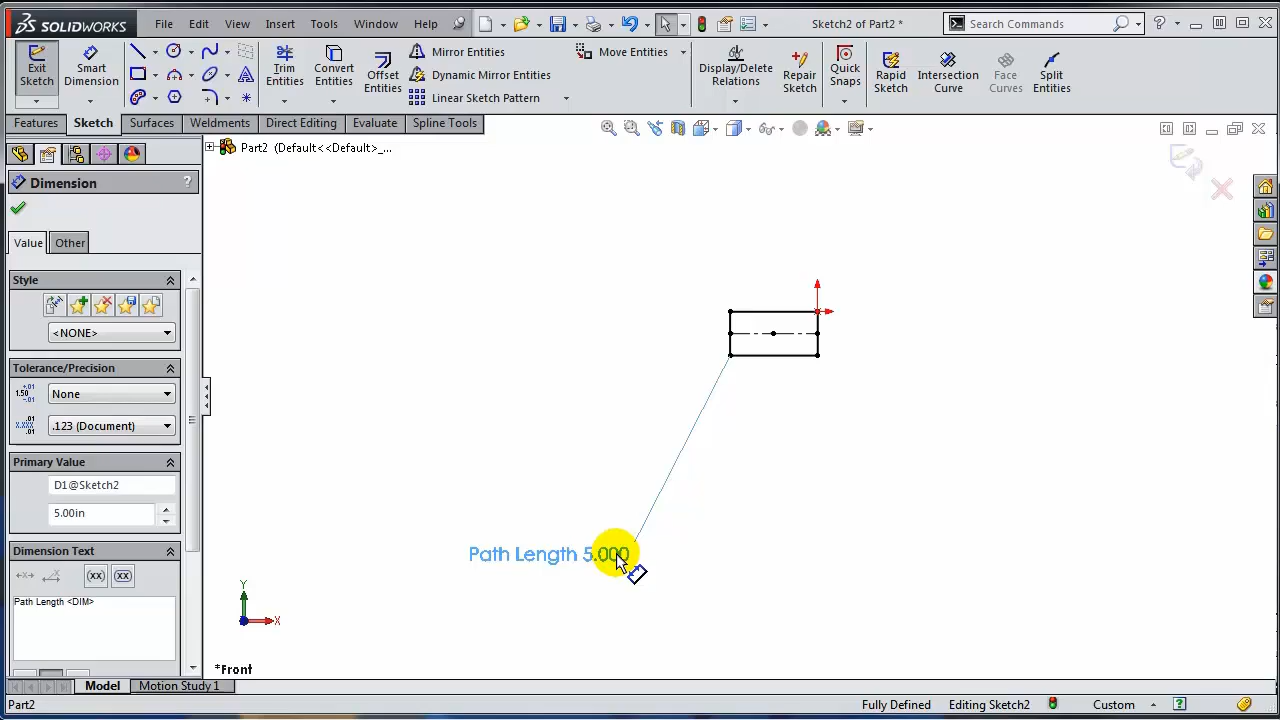 SOLIDWORKS File Edit View Insert Tools Window Help Sketch2 of Part2 * Search Commands
Exit Sketch
Smart Dimension
Trim Entities
Convert Entities
Offset Entities
Mirror Entities
Dynamic Mirror Entities
Linear Sketch Pattern
Move Entities
Display/Delete Relations
Repair Sketch
Quick Snaps
Rapid Sketch
Intersection Curve
Face Curves
Split Entities
Features Sketch Surfaces Weldments Direct Editing Evaluate Spline Tools
Part2 (Default<<Default>_...
Dimension ?
Value Other
Style
<NONE>
Tolerance/Precision
None
.123 (Document)
Primary Value
D1@Sketch2
5.00in
Dimension Text
Path Length <DIM>
Path Length 5.000
Y
X
*Front
Model Motion Study 1
Part2 Fully Defined Editing Sketch2 Custom